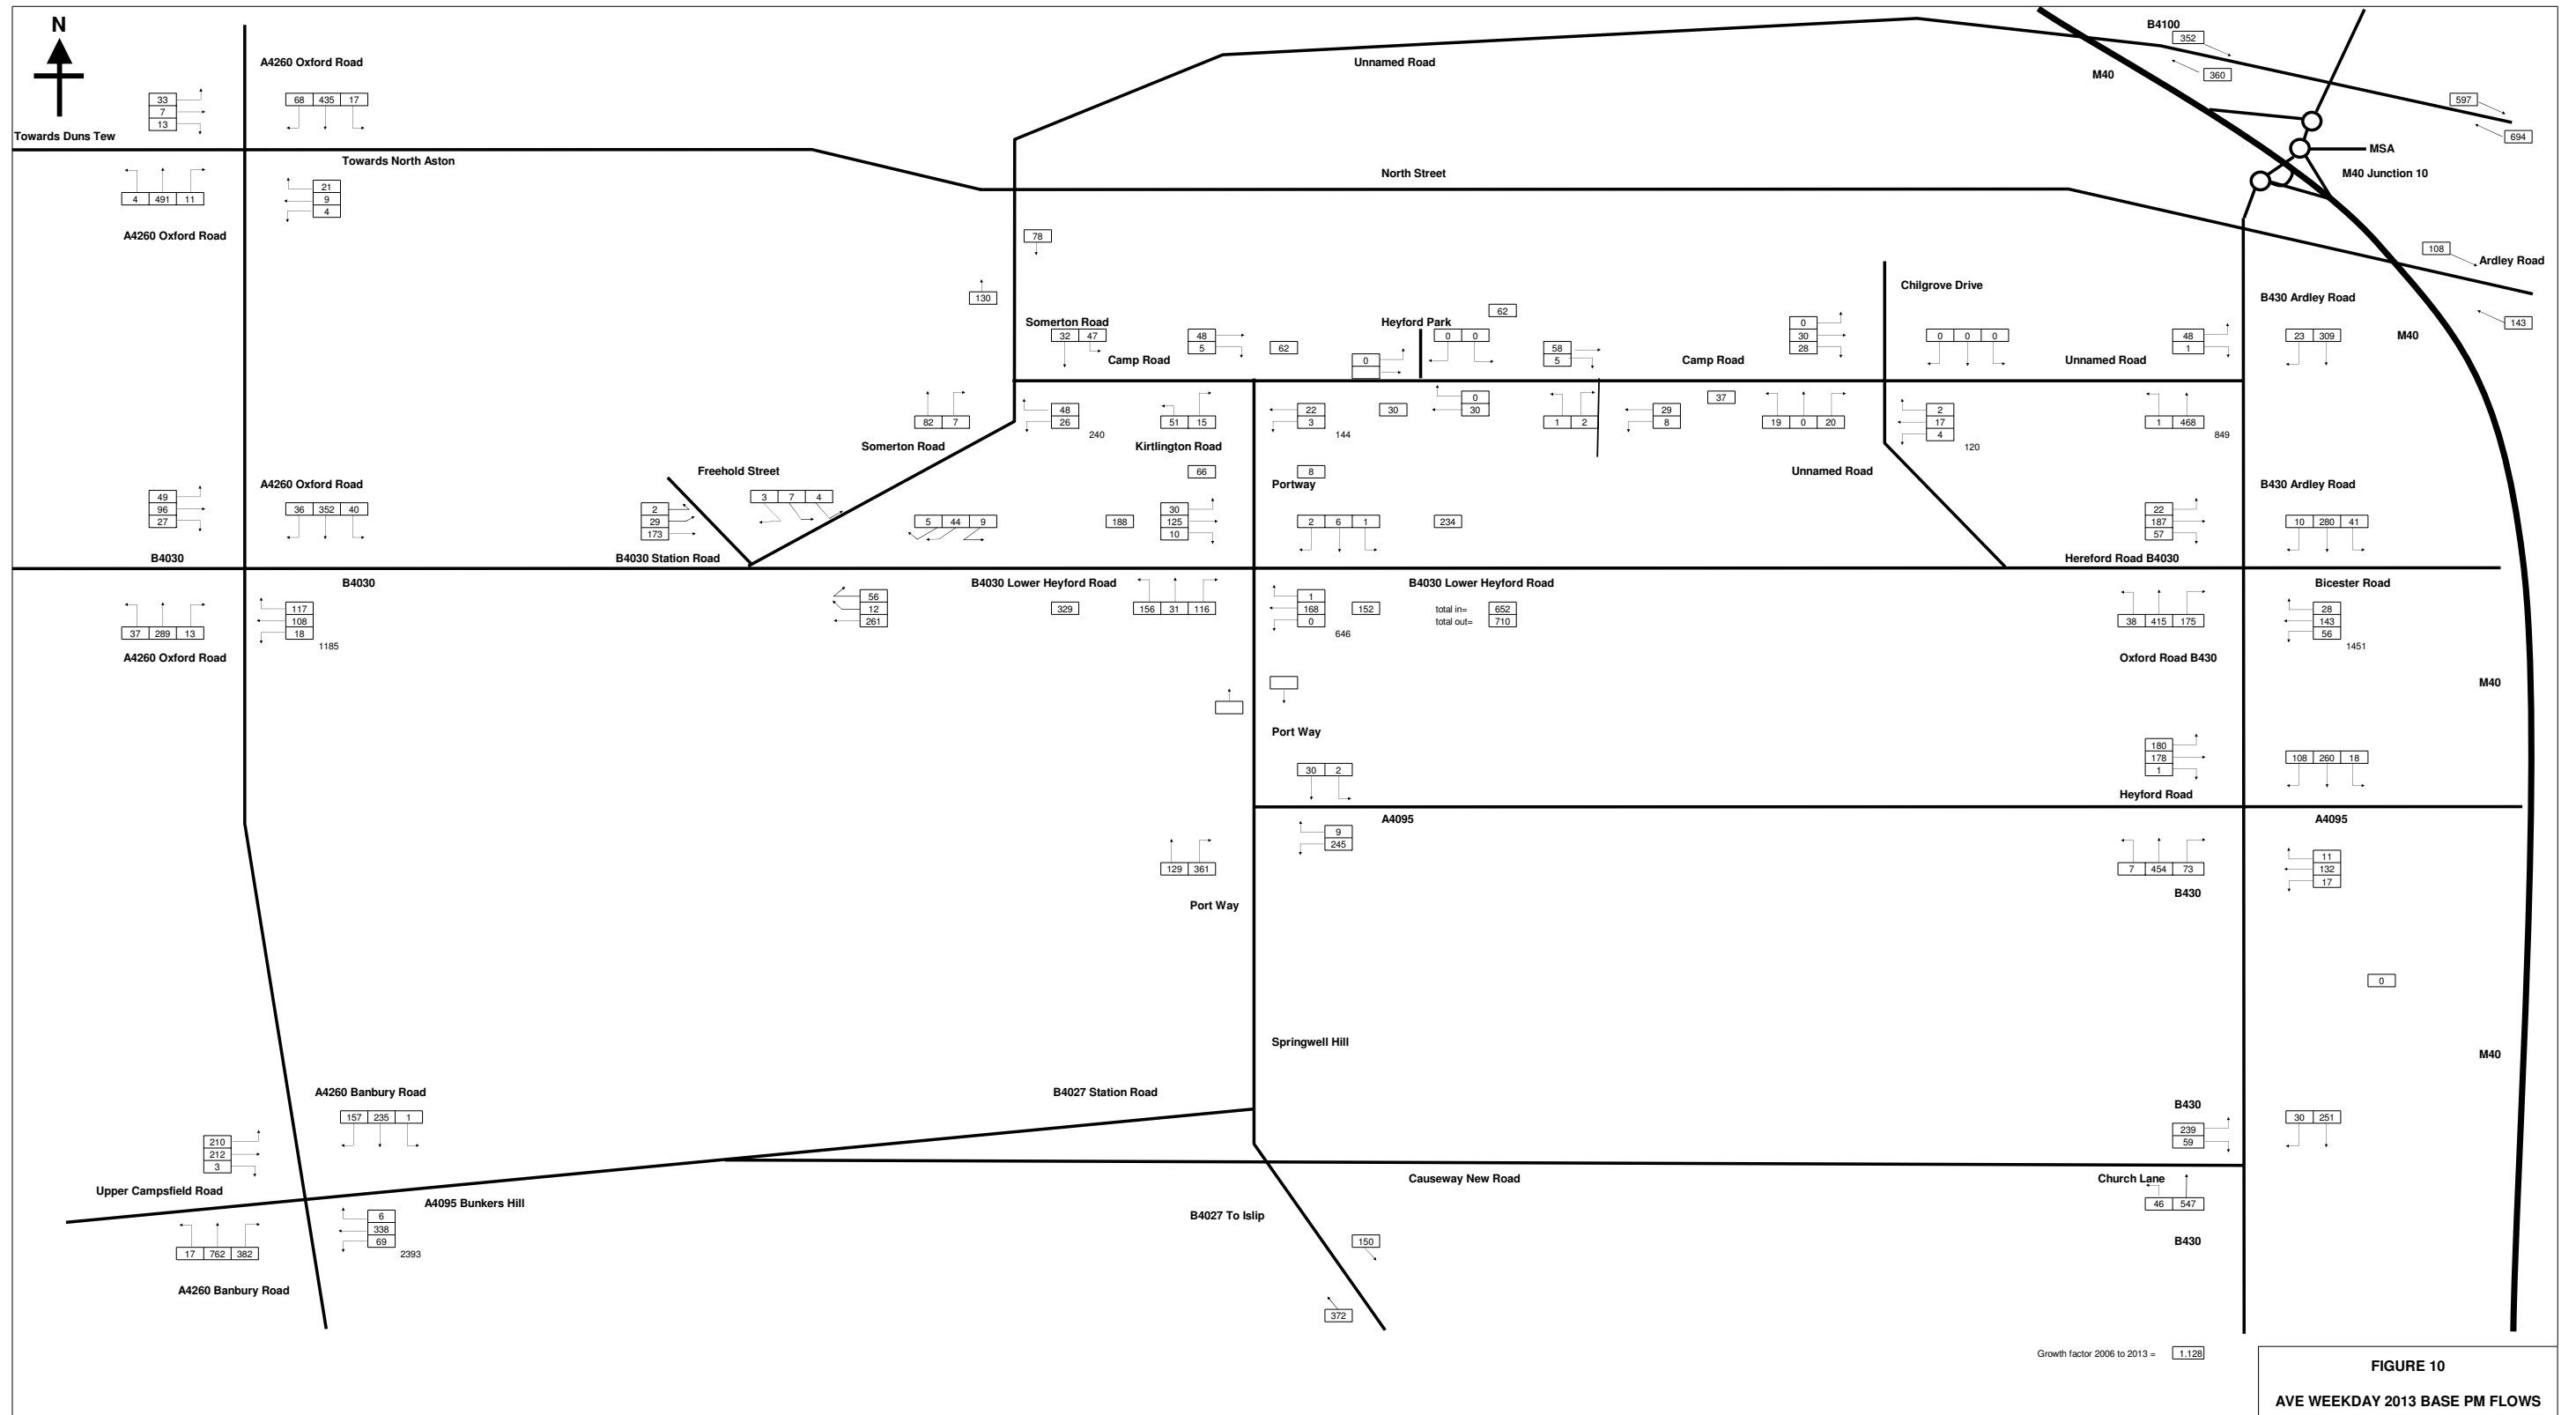 N
B4100
352
A4260 Oxford Road
Unnamed Road
M40
360
33
7
13
68 435 17
597
Towards Duns Tew
694
Towards North Aston
MSA
North Street
M40 Junction 10
4 491 11
21
9
4
A4260 Oxford Road
78
108
Ardley Road
130
Chilgrove Drive
B430 Ardley Road
62
Somerton Road
Heyford Park
0
30
28
143
32 47
48
5
62
0 0
58
5
0 0 0
48
1
23 309
M40
Camp Road
0
Camp Road
Unnamed Road
82 7
48
26
240
51 15
22
3
144
30
0
30
1 2
29
8
37
19 0 20
2
17
4
120
1 468
849
Somerton Road
Kirtlington Road
Freehold Street
66
8
Unnamed Road
A4260 Oxford Road
Portway
B430 Ardley Road
49
96
27
36 352 40
2
29
173
3 7 4
5 44 9
188
30
125
10
2 6 1
234
22
187
57
10 280 41
B4030
B4030 Station Road
Hereford Road B4030
B4030
B4030 Lower Heyford Road
B4030 Lower Heyford Road
Bicester Road
37 289 13
117
108
18
1185
56
12
261
329
156 31 116
1
168
0
646
152
total in= 652
total out= 710
38 415 175
28
143
56
1451
A4260 Oxford Road
Oxford Road B430
M40
Port Way
180
178
1
30 2
108 260 18
Heyford Road
A4095
A4095
9
245
129 361
7 454 73
11
132
17
Port Way
B430
0
Springwell Hill
M40
A4260 Banbury Road
B4027 Station Road
B430
157 235 1
30 251
210
212
3
239
59
Upper Campsfield Road
A4095 Bunkers Hill
Causeway New Road
Church Lane
B4027 To Islip
46 547
17 762 382
6
338
69
2393
150
B430
A4260 Banbury Road
372
Growth factor 2006 to 2013 = 1.128
FIGURE 10
AVE WEEKDAY 2013 BASE PM FLOWS